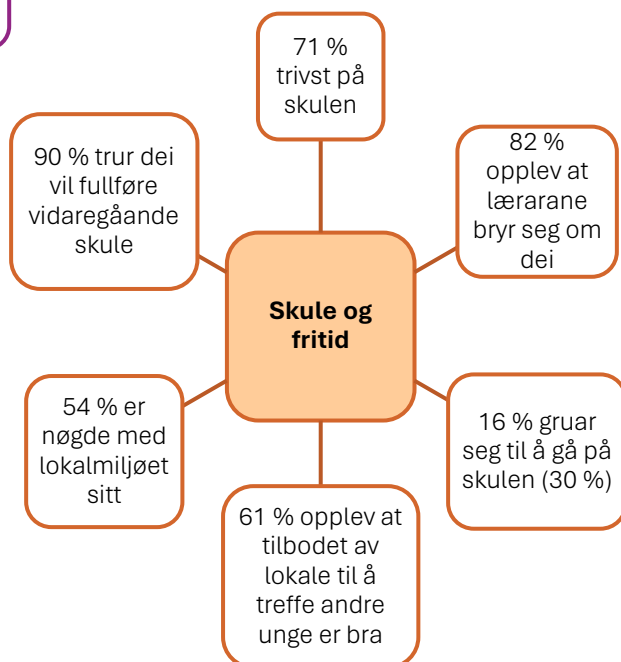 71 %
trivst på
skulen
90 % trur dei
vil fullføre
vidaregåande
skule
82 %
opplev at
lærarane
bryr seg om
dei
Skule og
fritid
54 % er
nøgde med
lokalmiljøet
sitt
16 % gruar
seg til å gå på
skulen (30 %)
61 % opplev at
tilbodet av
lokale til å
treffe andre
unge er bra